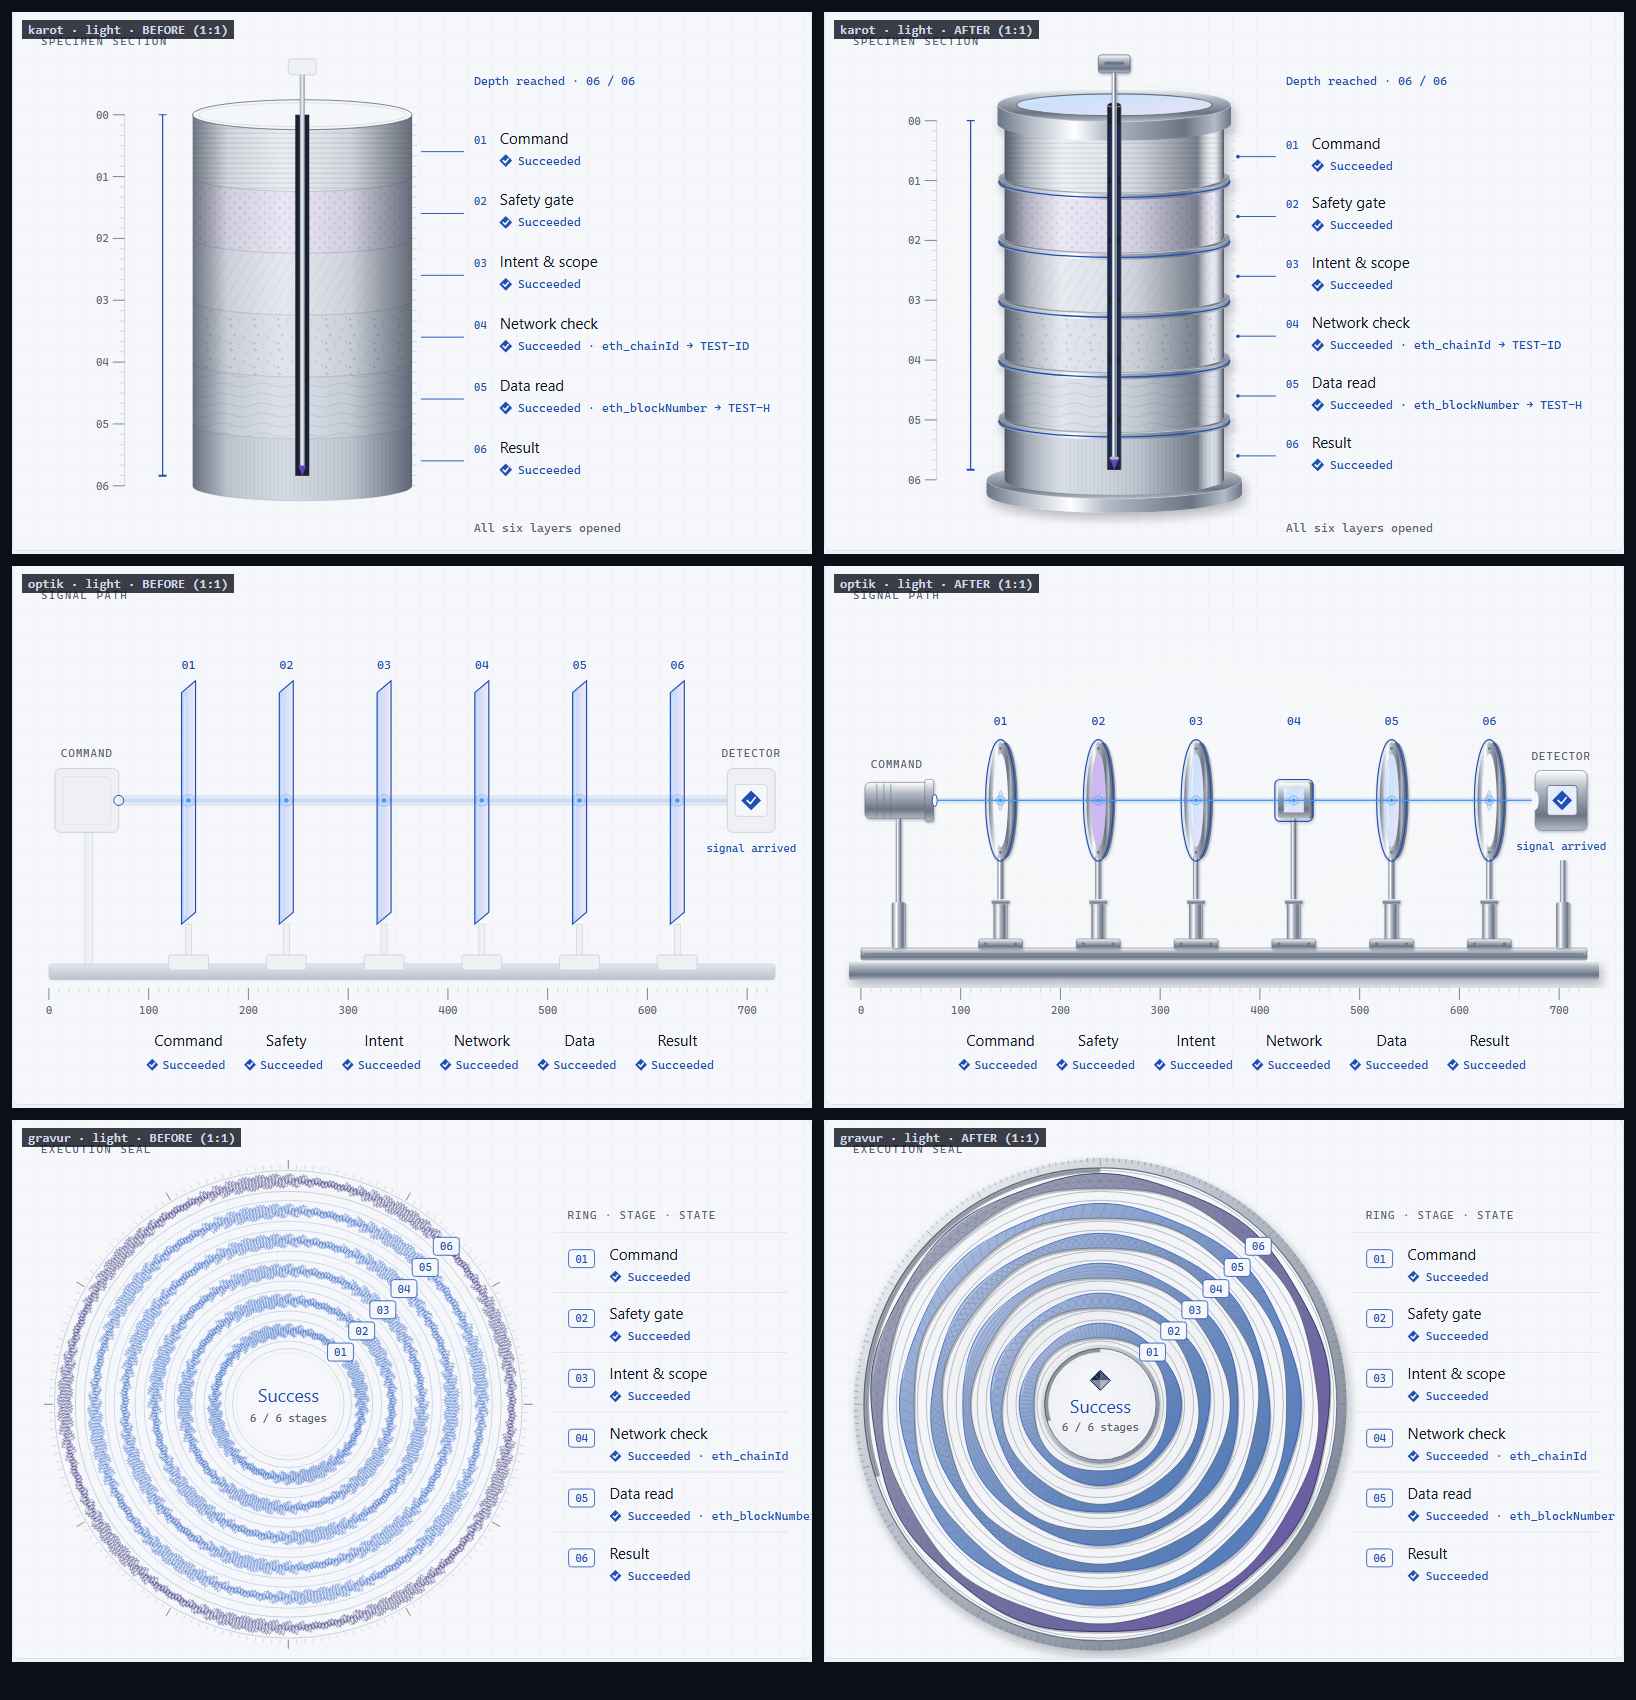 karot · light · BEFORE (1:1)
SPECIMEN SECTION
Depth reached · 06 / 06
00
01
02
03
04
05
06
01 Command
Succeeded
02 Safety gate
Succeeded
03 Intent & scope
Succeeded
04 Network check
Succeeded · eth_chainId → TEST-ID
05 Data read
Succeeded · eth_blockNumber → TEST-H
06 Result
Succeeded
All six layers opened
karot · light · AFTER (1:1)
SPECIMEN SECTION
Depth reached · 06 / 06
00
01
02
03
04
05
06
01 Command
Succeeded
02 Safety gate
Succeeded
03 Intent & scope
Succeeded
04 Network check
Succeeded · eth_chainId → TEST-ID
05 Data read
Succeeded · eth_blockNumber → TEST-H
06 Result
Succeeded
All six layers opened
optik · light · BEFORE (1:1)
SIGNAL PATH
01 02 03 04 05 06
COMMAND
DETECTOR
signal arrived
0 100 200 300 400 500 600 700
Command Safety Intent Network Data Result
Succeeded Succeeded Succeeded Succeeded Succeeded Succeeded
optik · light · AFTER (1:1)
SIGNAL PATH
01 02 03 04 05 06
COMMAND
DETECTOR
signal arrived
0 100 200 300 400 500 600 700
Command Safety Intent Network Data Result
Succeeded Succeeded Succeeded Succeeded Succeeded Succeeded
gravur · light · BEFORE (1:1)
EXECUTION SEAL
06
05
04
03
02
01
Success
6 / 6 stages
RING · STAGE · STATE
01 Command
Succeeded
02 Safety gate
Succeeded
03 Intent & scope
Succeeded
04 Network check
Succeeded · eth_chainId
05 Data read
Succeeded · eth_blockNumbe
06 Result
Succeeded
gravur · light · AFTER (1:1)
EXECUTION SEAL
06
05
04
03
02
01
Success
6 / 6 stages
RING · STAGE · STATE
01 Command
Succeeded
02 Safety gate
Succeeded
03 Intent & scope
Succeeded
04 Network check
Succeeded · eth_chainId
05 Data read
Succeeded · eth_blockNumber
06 Result
Succeeded